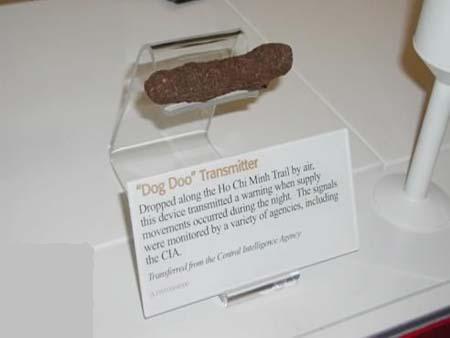 "Dog Doo" Transmitter
Dropped along the Ho Chi Minh Trail by air,
this device transmitted a warning when supply
movements occurred during the night. The signals
were monitored by a variety of agencies, including
the CIA.
Transferred from the Central Intelligence Agency